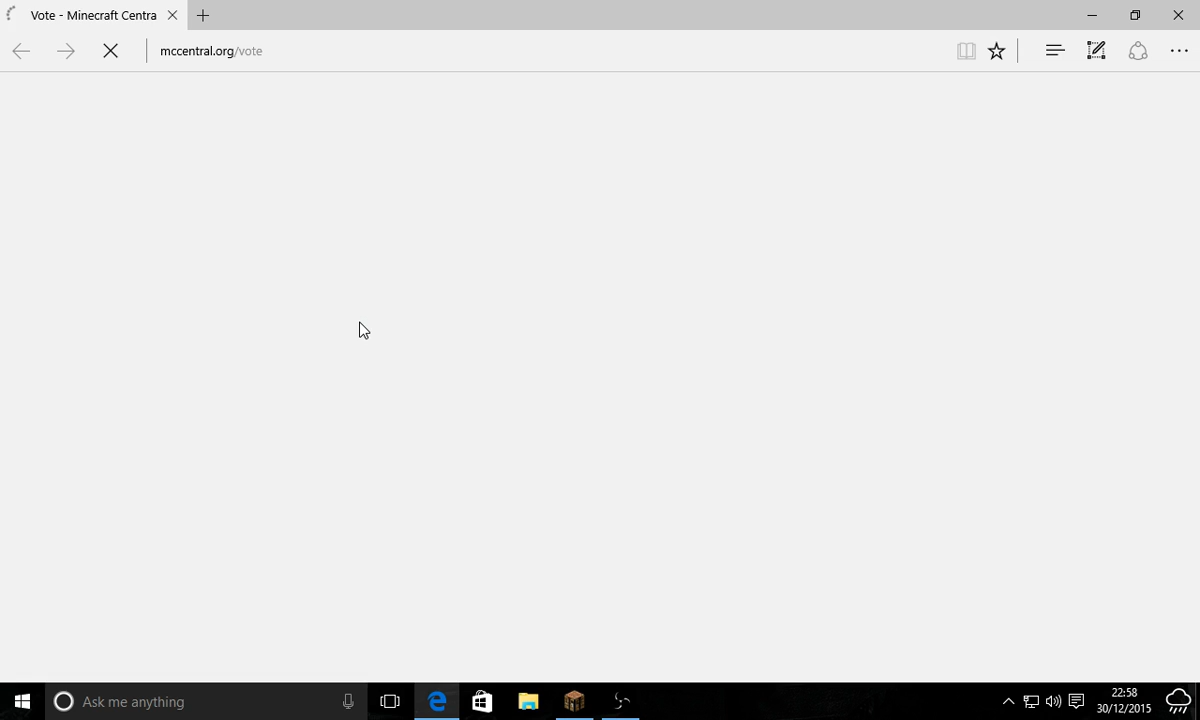 Vote - Minecraft Centra
mccentral.org/vote
Ask me anything
22:58
30/12/2015